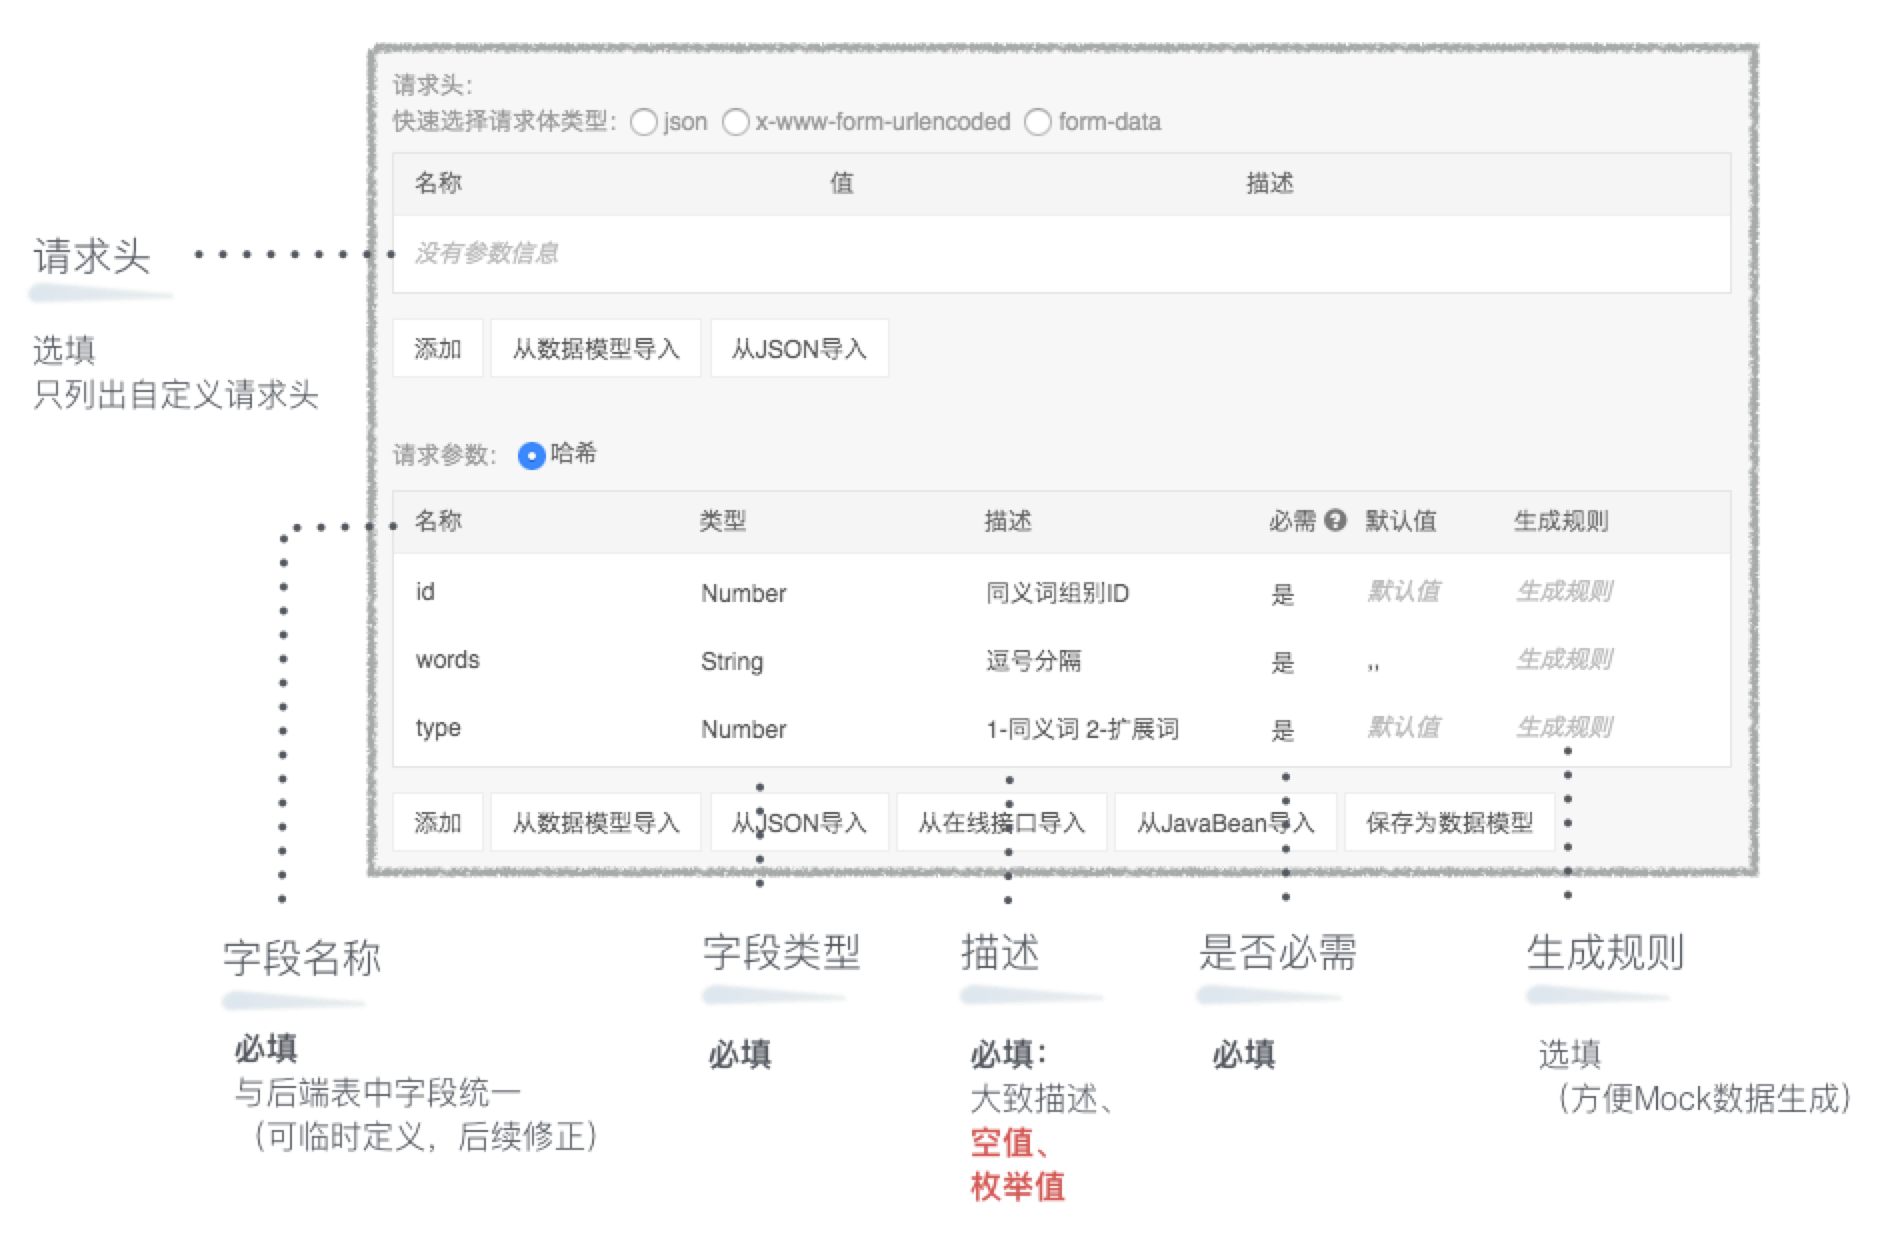 请求头：
快速选择请求体类型： json x-www-form-urlencoded form-data
名称 值 描述
没有参数信息
添加 从数据模型导入 从JSON导入
请求头
选填
只列出自定义请求头
请求参数： 哈希
名称 类型 描述 必需 ? 默认值 生成规则
id Number 同义词组别ID 是 默认值 生成规则
words String 逗号分隔 是 ,, 生成规则
type Number 1-同义词 2-扩展词 是 默认值 生成规则
添加 从数据模型导入 从JSON导入 从在线接口导入 从JavaBean导入 保存为数据模型
字段名称
必填
与后端表中字段统一
（可临时定义，后续修正）
字段类型
必填
描述
必填：
大致描述、
空值、
枚举值
是否必需
必填
生成规则
选填
（方便Mock数据生成）